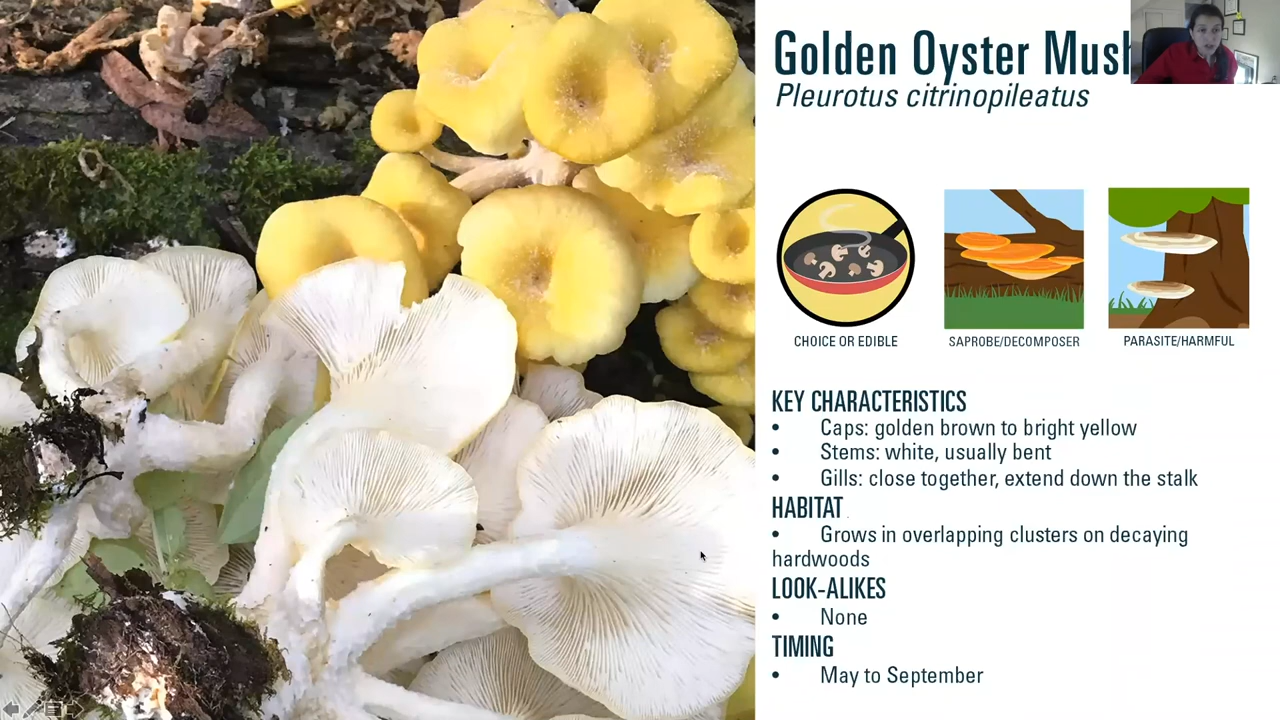 Golden Oyster Mush
Pleurotus citrinopileatus
CHOICE OR EDIBLE
SAPROBE/DECOMPOSER
PARASITE/HARMFUL
KEY CHARACTERISTICS
• Caps: golden brown to bright yellow
• Stems: white, usually bent
• Gills: close together, extend down the stalk
HABITAT
• Grows in overlapping clusters on decaying
hardwoods
LOOK-ALIKES
• None
TIMING
• May to September